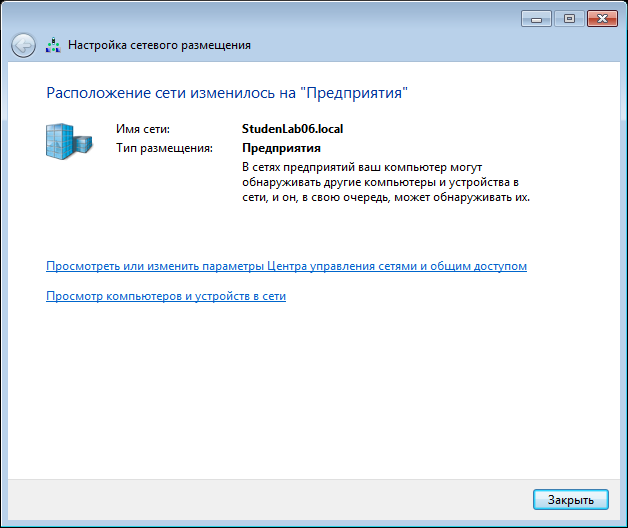 Настройка сетевого размещения
Расположение сети изменилось на "Предприятия"
Имя сети: StudenLab06.local
Тип размещения: Предприятия
В сетях предприятий ваш компьютер могут
обнаруживать другие компьютеры и устройства в
сети, и он, в свою очередь, может обнаруживать их.
Просмотреть или изменить параметры Центра управления сетями и общим доступом
Просмотр компьютеров и устройств в сети
Закрыть